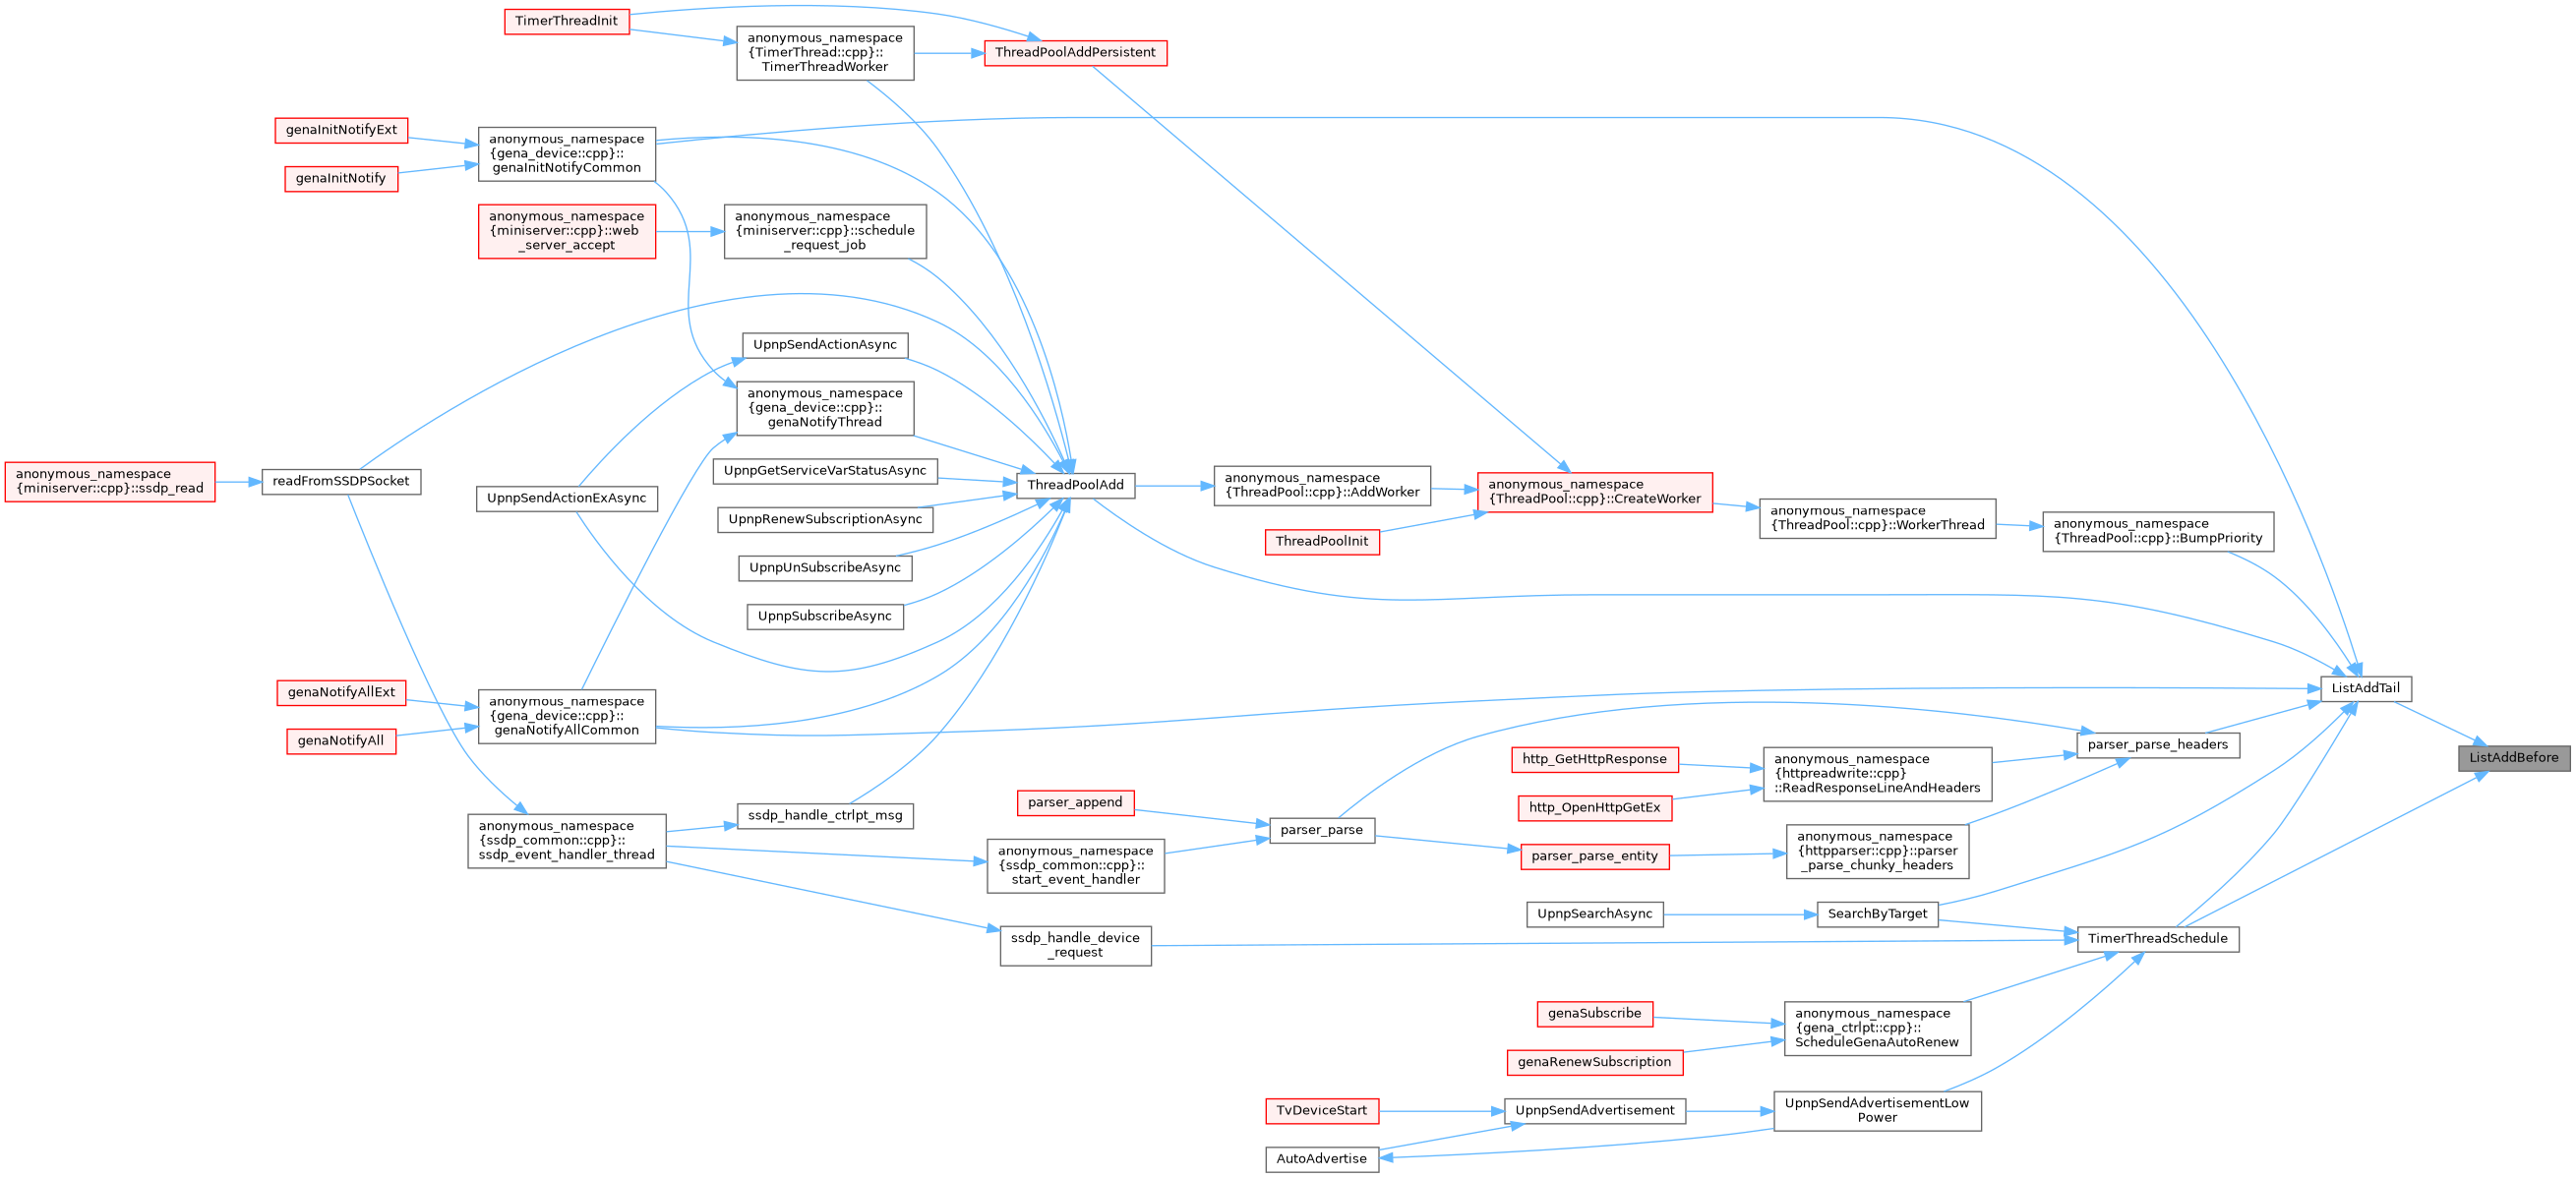 TimerThreadInit
anonymous_namespace
{TimerThread::cpp}::
TimerThreadWorker
ThreadPoolAddPersistent
genaInitNotifyExt
genaInitNotify
anonymous_namespace
{gena_device::cpp}::
genaInitNotifyCommon
anonymous_namespace
{miniserver::cpp}::web
_server_accept
anonymous_namespace
{miniserver::cpp}::schedule
_request_job
UpnpSendActionAsync
anonymous_namespace
{gena_device::cpp}::
genaNotifyThread
anonymous_namespace
{miniserver::cpp}::ssdp_read
readFromSSDPSocket
UpnpSendActionExAsync
UpnpGetServiceVarStatusAsync
UpnpRenewSubscriptionAsync
UpnpUnSubscribeAsync
UpnpSubscribeAsync
ThreadPoolAdd
anonymous_namespace
{ThreadPool::cpp}::AddWorker
ThreadPoolInit
anonymous_namespace
{ThreadPool::cpp}::CreateWorker
anonymous_namespace
{ThreadPool::cpp}::WorkerThread
anonymous_namespace
{ThreadPool::cpp}::BumpPriority
genaNotifyAllExt
genaNotifyAll
anonymous_namespace
{gena_device::cpp}::
genaNotifyAllCommon
ListAddTail
ListAddBefore
parser_parse_headers
http_GetHttpResponse
http_OpenHttpGetEx
anonymous_namespace
{httpreadwrite::cpp}
::ReadResponseLineAndHeaders
anonymous_namespace
{ssdp_common::cpp}::
ssdp_event_handler_thread
ssdp_handle_ctrlpt_msg
parser_append
anonymous_namespace
{ssdp_common::cpp}::
start_event_handler
parser_parse
parser_parse_entity
anonymous_namespace
{httpparser::cpp}::parser
_parse_chunky_headers
UpnpSearchAsync
SearchByTarget
ssdp_handle_device
_request
TimerThreadSchedule
genaSubscribe
genaRenewSubscription
anonymous_namespace
{gena_ctrlpt::cpp}::
ScheduleGenaAutoRenew
TvDeviceStart
AutoAdvertise
UpnpSendAdvertisement
UpnpSendAdvertisementLow
Power